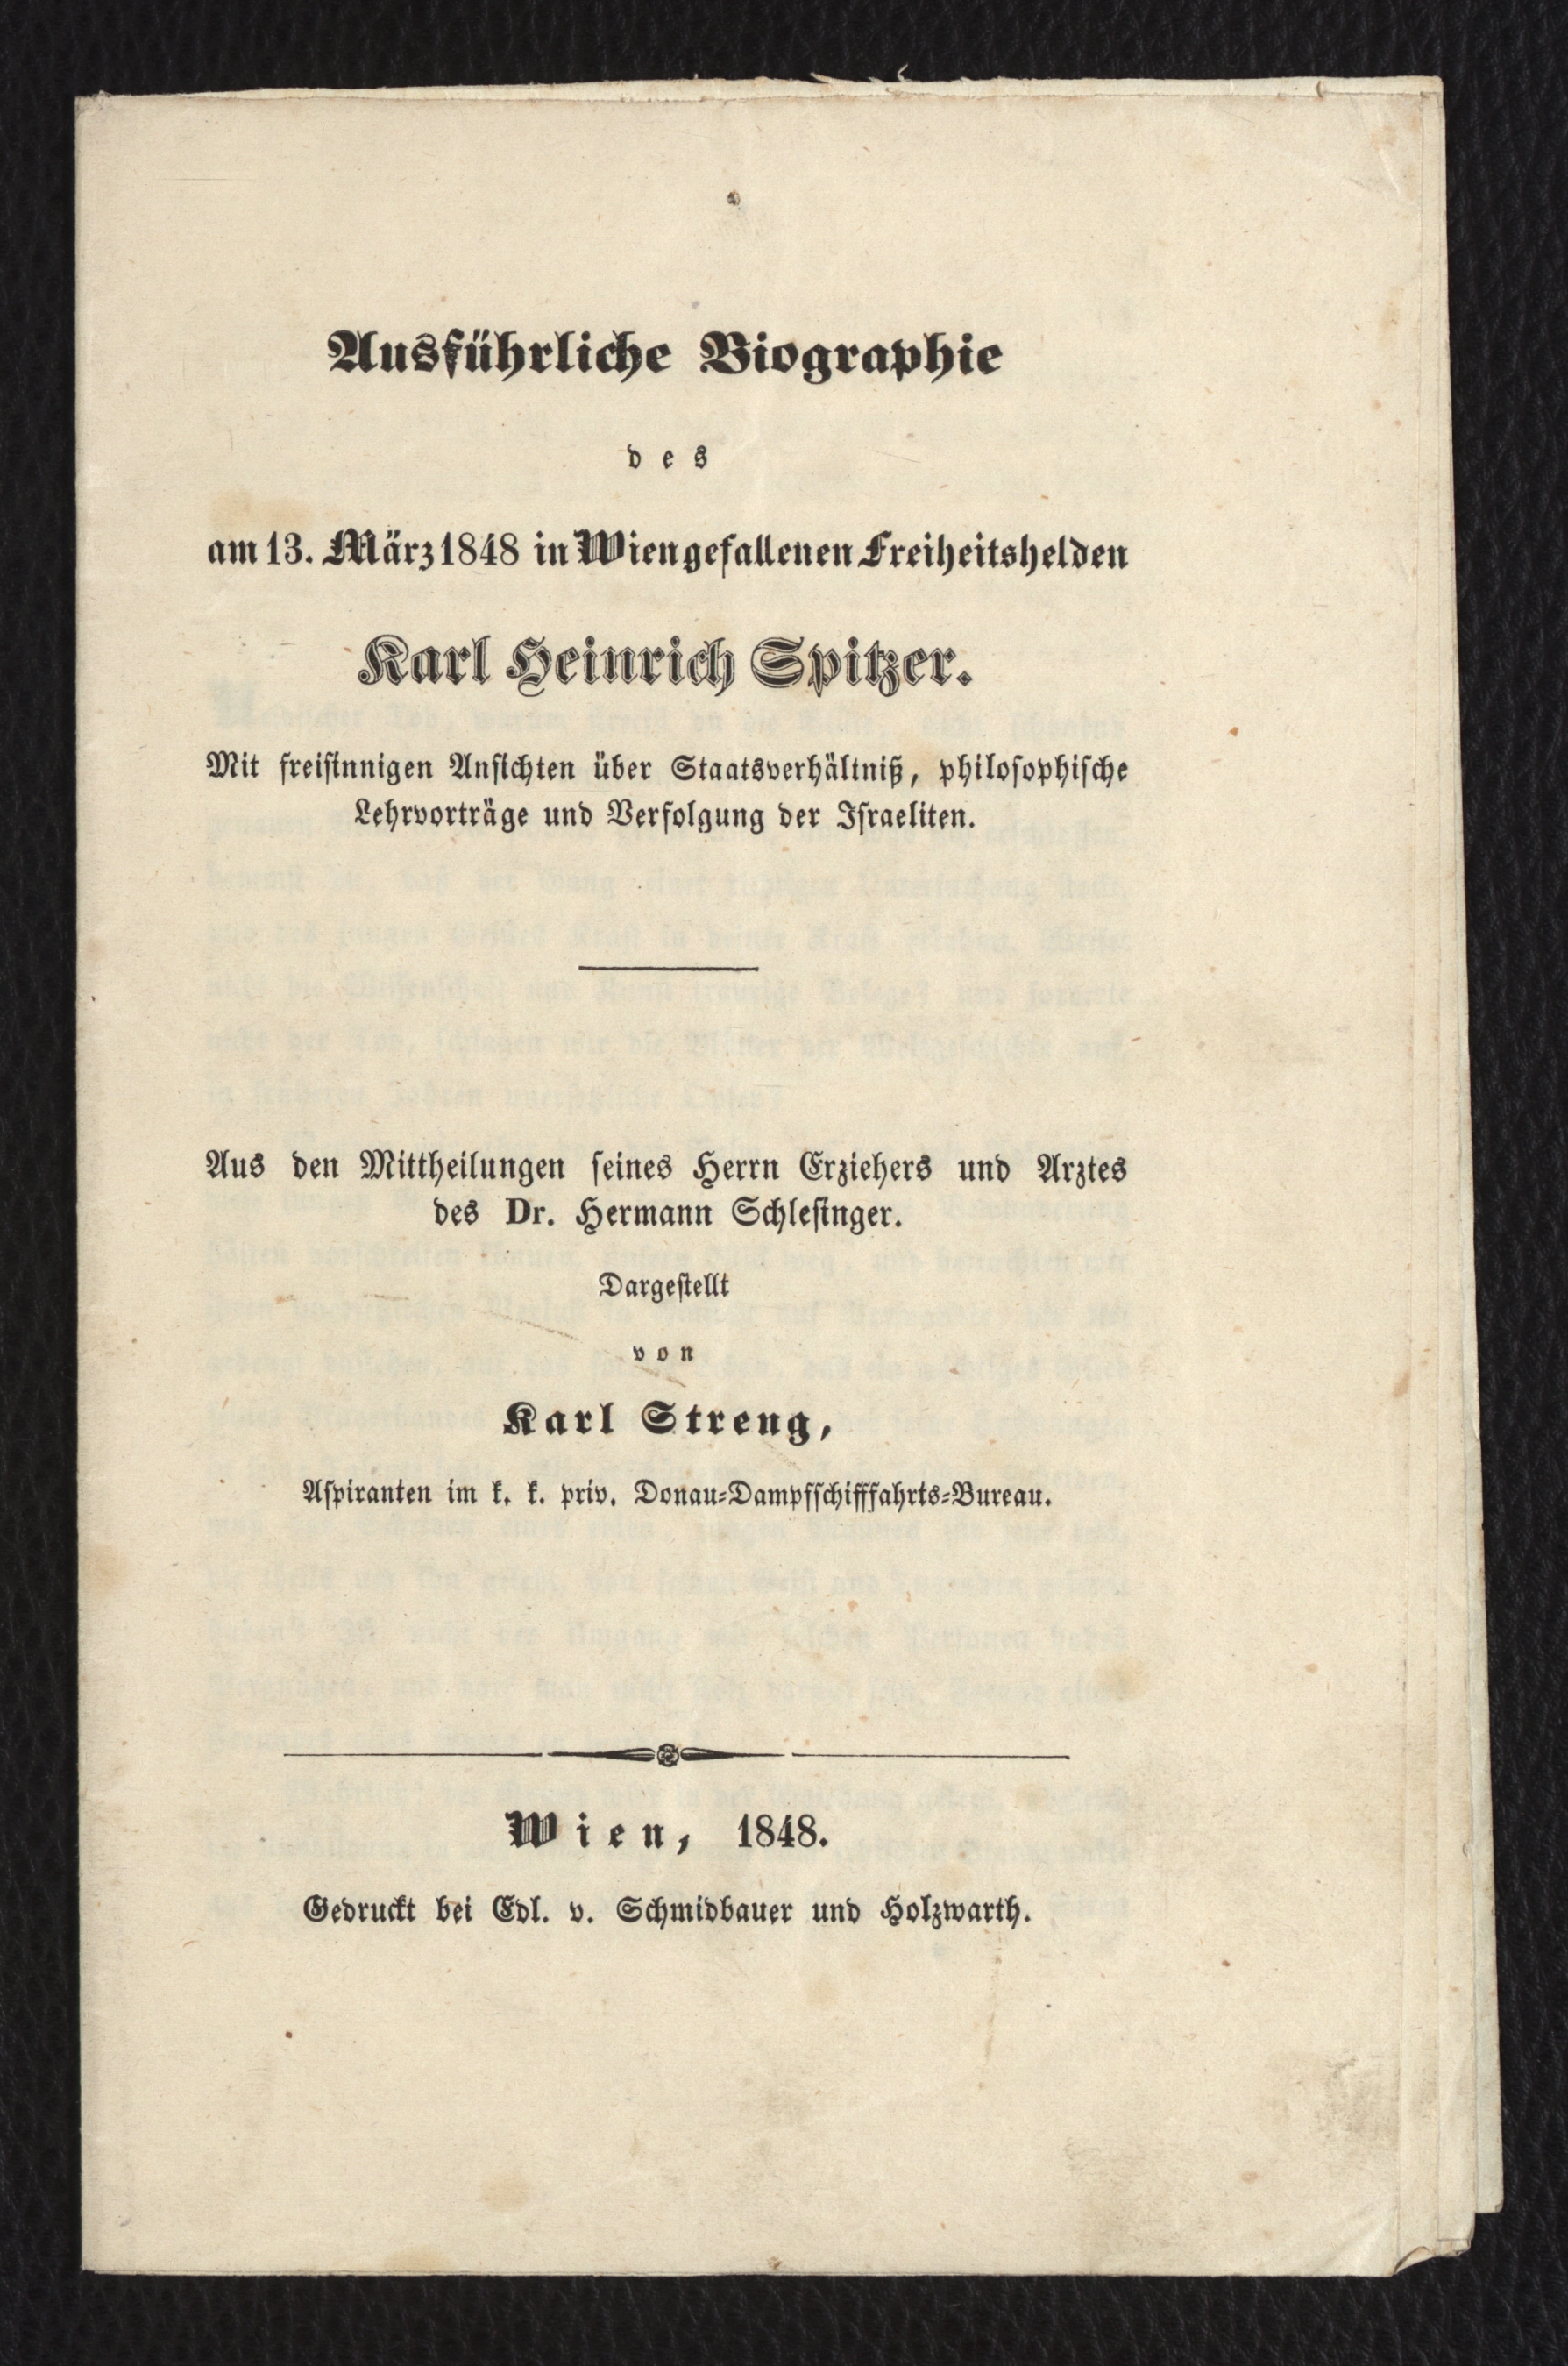 Ausführliche Biographie
des
am 13. März 1848 in Wien gefallenen Freiheitshelden
Karl Heinrich Spitzer.
Mit freisinnigen Ansichten über Staatsverhältniß, philosophische
Lehrvorträge und Verfolgung der Israeliten.
Aus den Mittheilungen seines Herrn Erziehers und Arztes
des Dr. Hermann Schlesinger.
Dargestellt
von
Karl Streng,
Aspiranten im k. k. priv. Donau-Dampfschifffahrts-Bureau.
Wien, 1848.
Gedruckt bei Edl. v. Schmidbauer und Holzwarth.